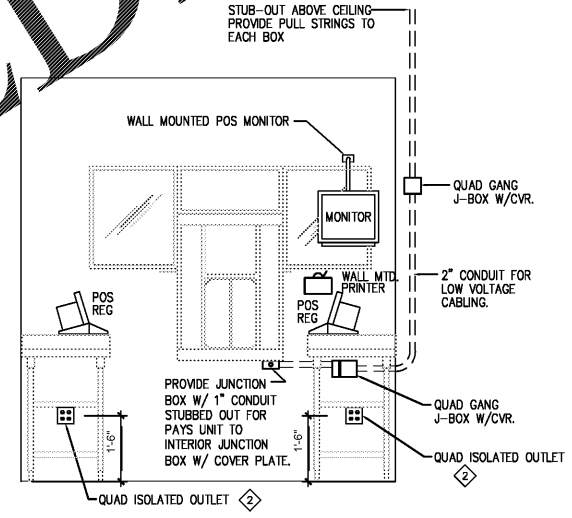 STUB-OUT ABOVE CEILING
PROVIDE PULL STRINGS TO
EACH BOX
WALL MOUNTED POS MONITOR
QUAD GANG
J-BOX W/CVR.
MONITOR
2" CONDUIT FOR
LOW VOLTAGE
CABLING.
WALL MTD.
PRINTER
POS
REG
POS
REG
PROVIDE JUNCTION
BOX W/ 1" CONDUIT
STUBBED OUT FOR
PAYS UNIT TO
INTERIOR JUNCTION
BOX W/ COVER PLATE.
QUAD GANG
J-BOX W/CVR.
1'-6"
1'-6"
QUAD ISOLATED OUTLET
2
QUAD ISOLATED OUTLET 2